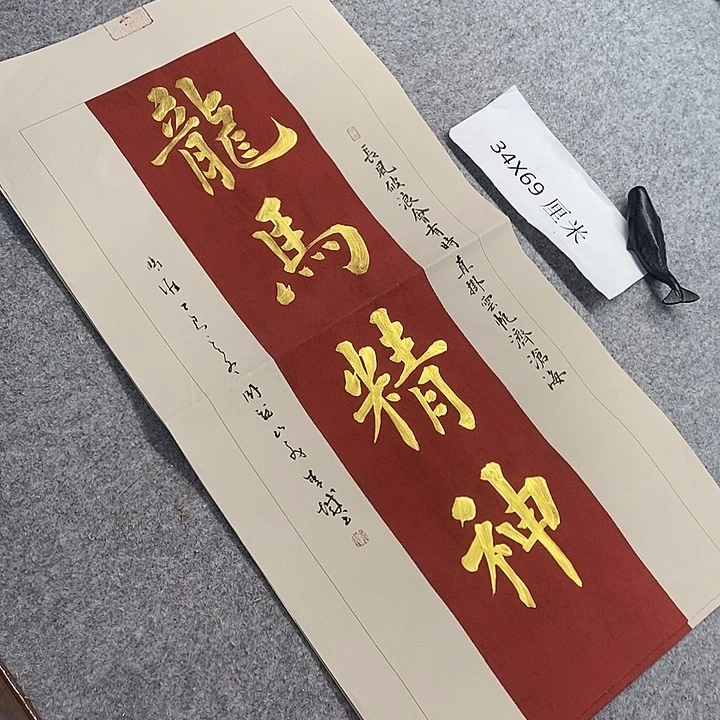 龍馬精神
長風破浪會有時 直掛雲帆濟滄海
34X69 厘米